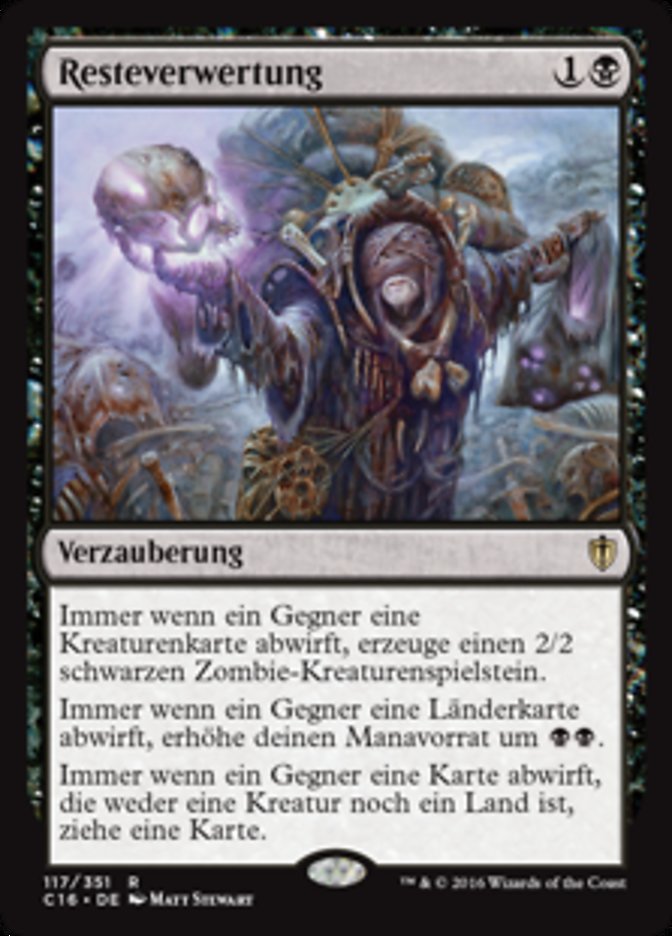 Resteverwertung 1
Verzauberung
Immer wenn ein Gegner eine
Kreaturenkarte abwirft, erzeuge einen 2/2
schwarzen Zombie-Kreaturenspielstein.
Immer wenn ein Gegner eine Länderkarte
abwirft, erhöhe deinen Manavorrat um .
Immer wenn ein Gegner eine Karte abwirft,
die weder eine Kreatur noch ein Land ist,
ziehe eine Karte.
117/351 R ™ & © 2016 Wizards of the Coast
C16 • DE Matt Stewart